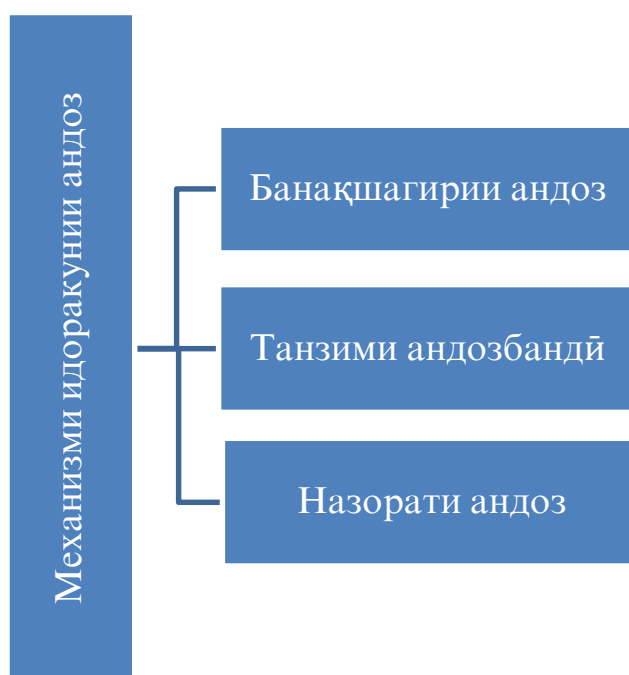 Механизми идоракунии андоз
Банақшагирии андоз
Танзими андозбандӣ
Назорати андоз